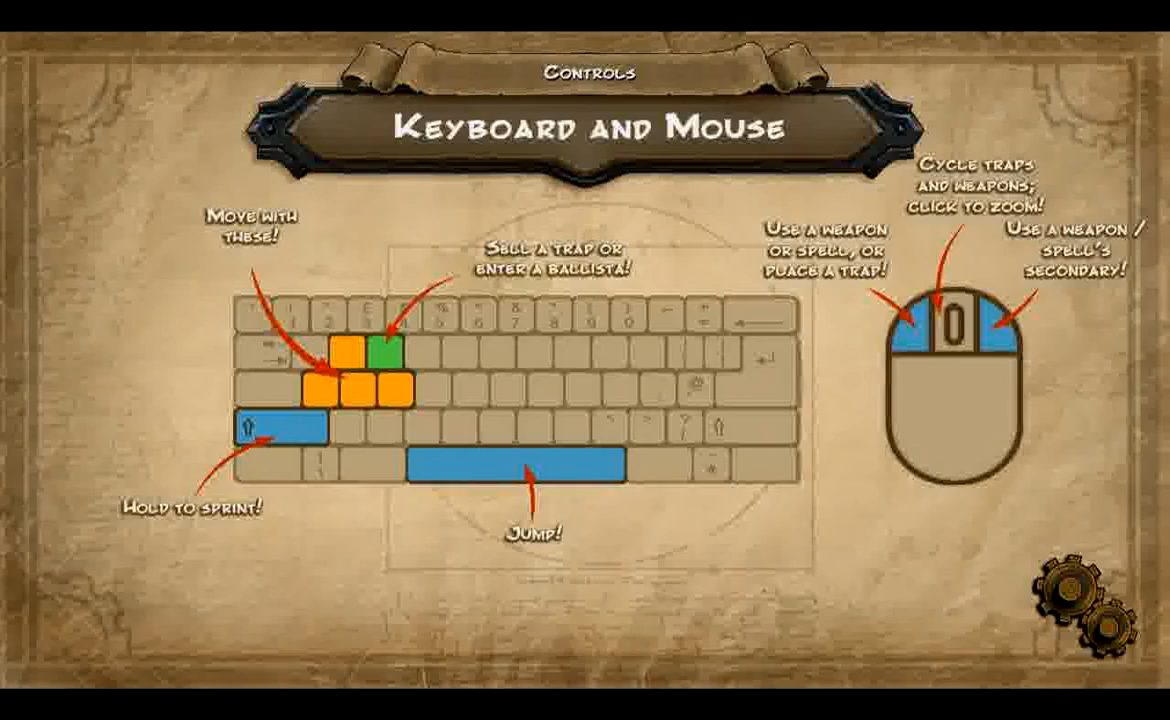 Controls
Keyboard and Mouse
Cycle traps
and weapons;
click to zoom!
Move with
these!
Sell a trap or
enter a ballista!
Use a weapon
or spell, or
place a trap!
Use a weapon /
spell's
secondary!
Hold to sprint!
Jump!